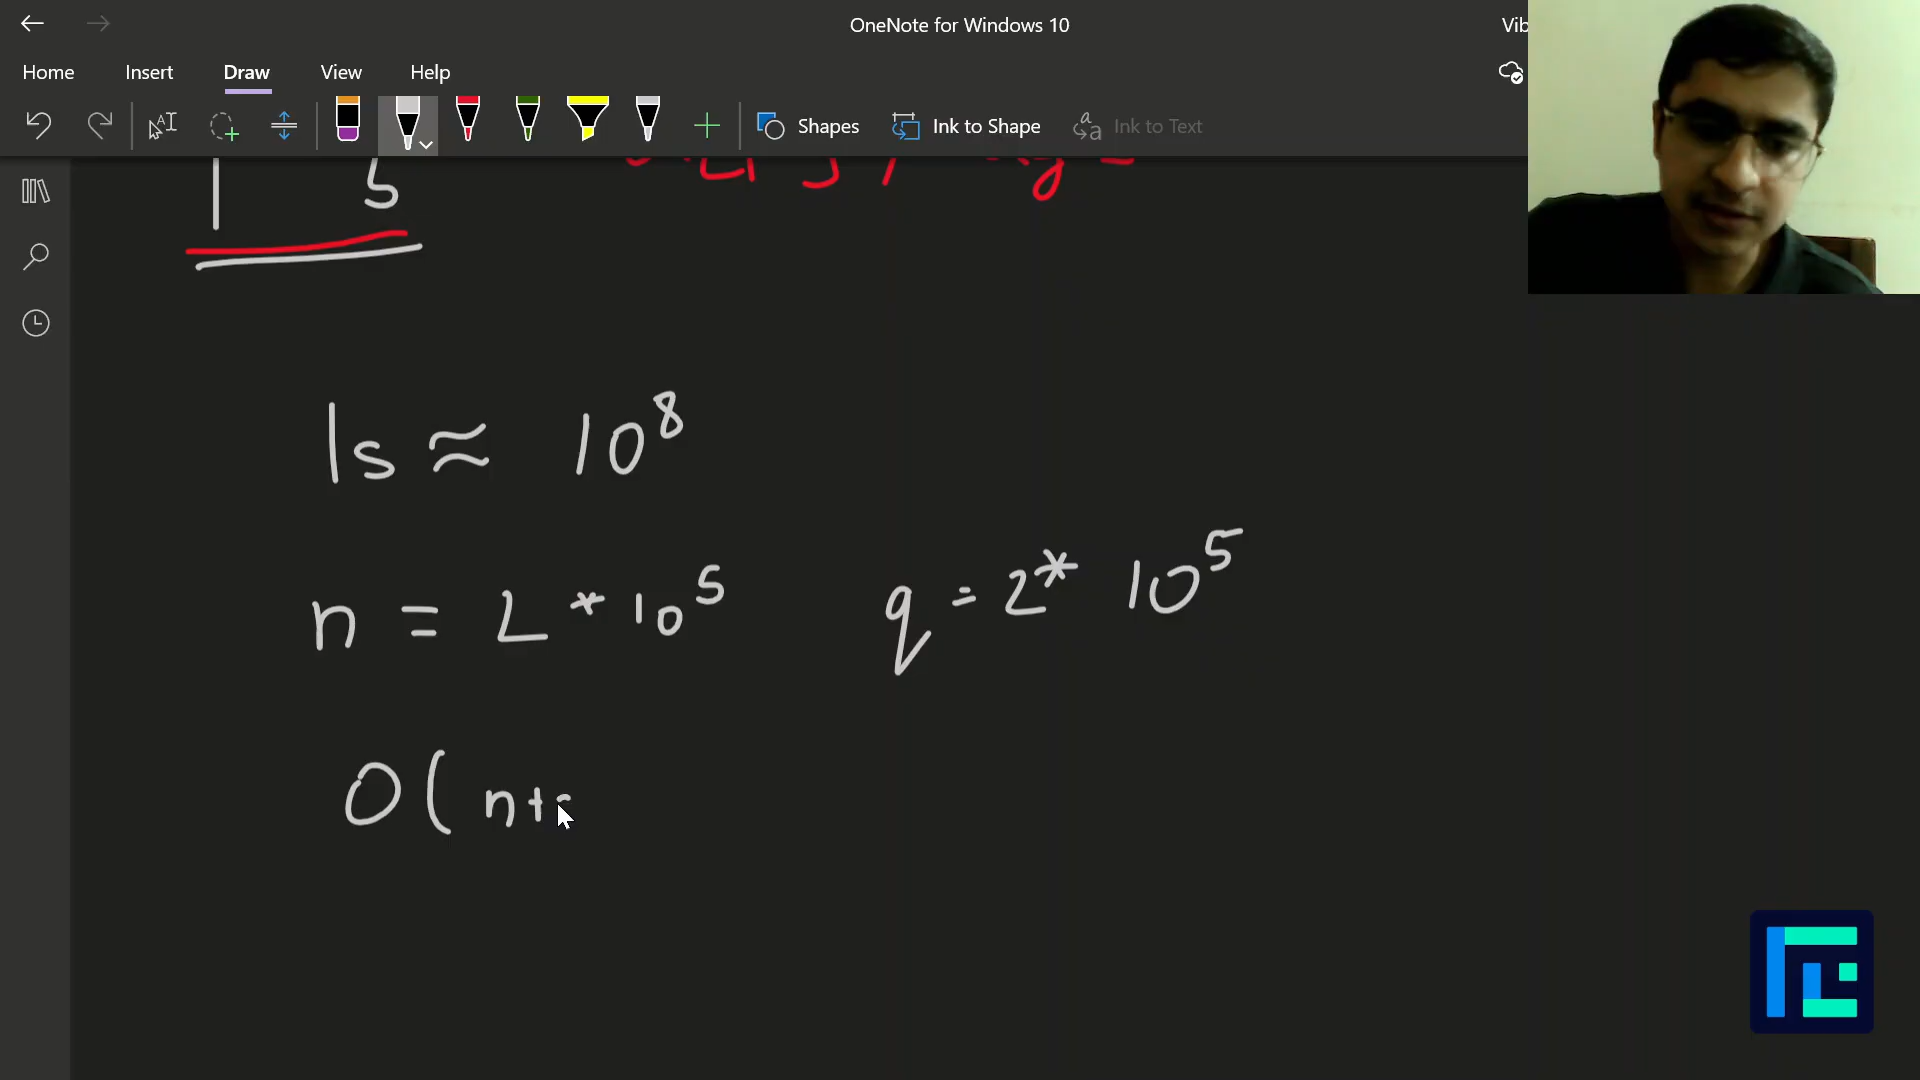 OneNote for Windows 10
Vib
Home Insert Draw View Help
Shapes Ink to Shape Ink to Text
5
1s ≈ 10^8
n = 2 * 10^5 q = 2* 10^5
O( n+